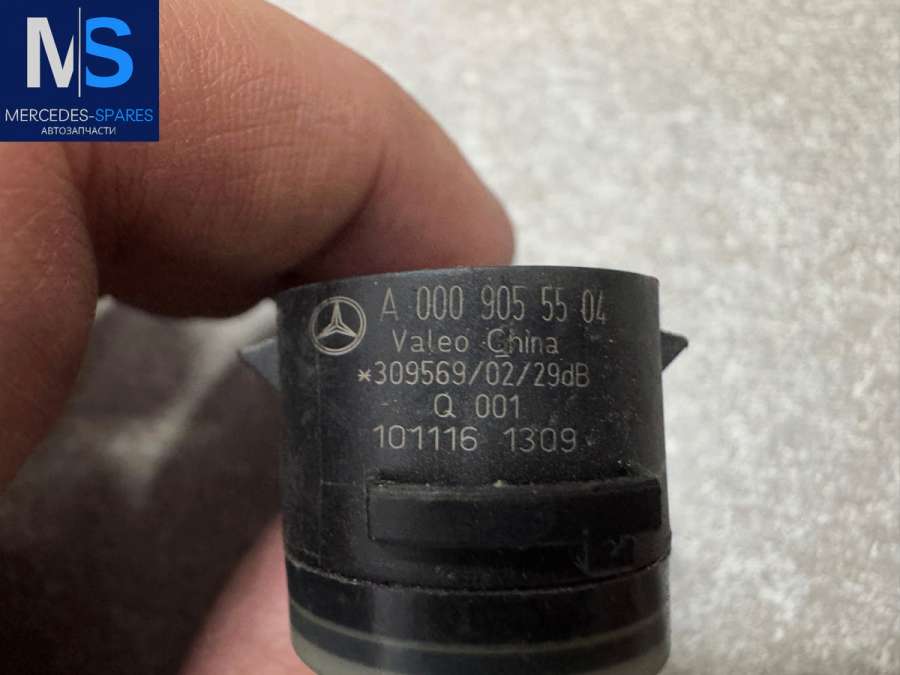 MS
MERCEDES-SPARES
АВТОЗАПЧАСТИ
A 000 905 55 04
Valeo China
*309569/02/29dB
Q 001
101116 1309